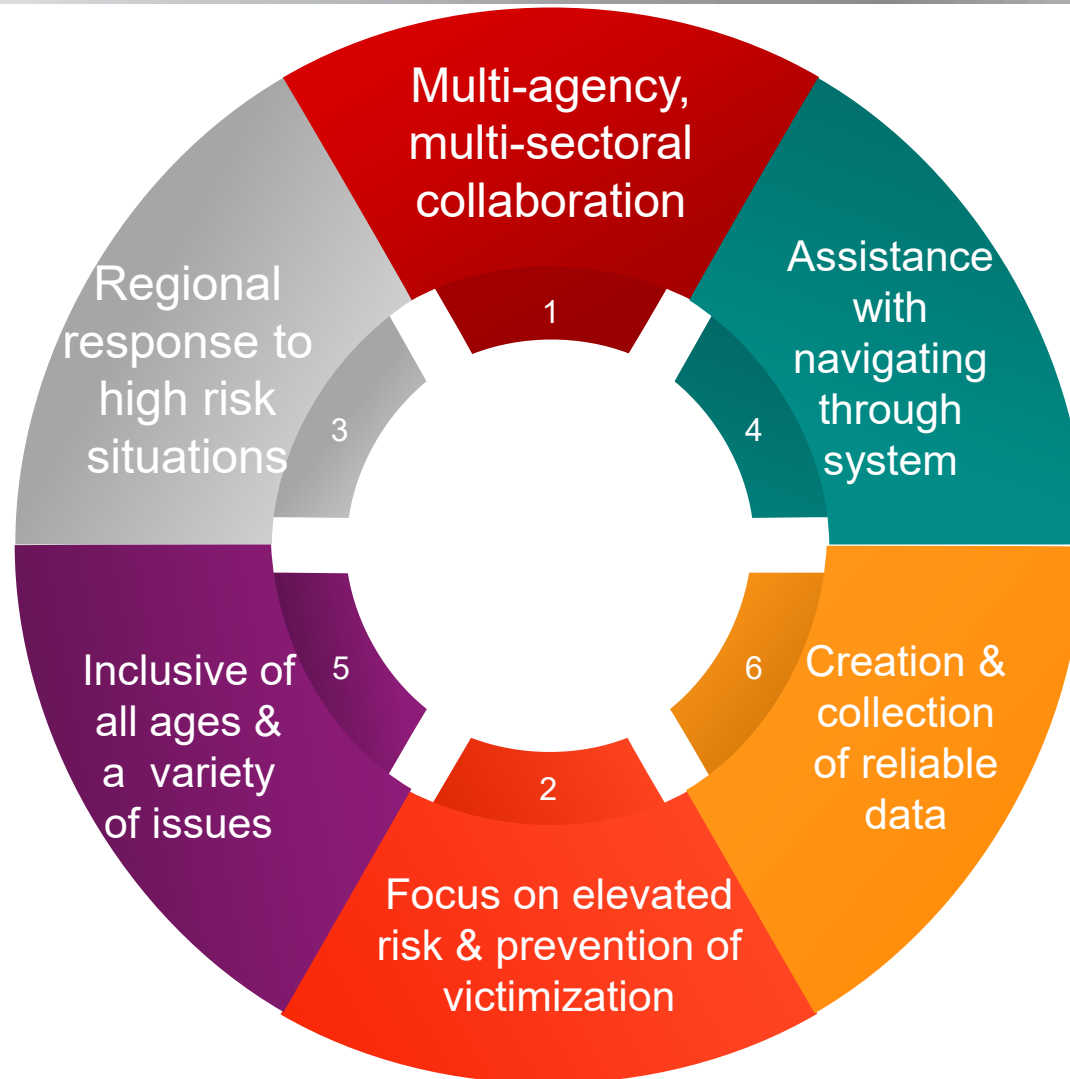 Multi-agency,
multi-sectoral
collaboration
1
Assistance
with
navigating
through
system
4
Regional
response to
high risk
situations
3
Inclusive of
all ages &
a  variety
of issues
5
Creation &
collection
of reliable
data
6
2
Focus on elevated
risk & prevention of
victimization